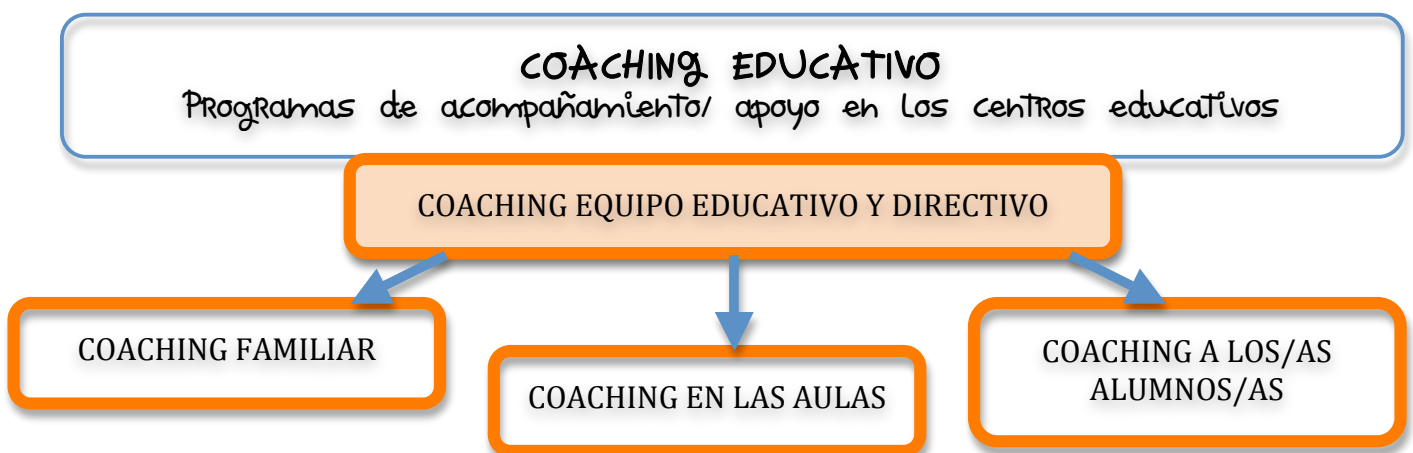 COACHING EDUCATIVO
Programas de acompañamiento/ apoyo en los centros educativos
COACHING EQUIPO EDUCATIVO Y DIRECTIVO
COACHING FAMILIAR
COACHING EN LAS AULAS
COACHING A LOS/AS
ALUMNOS/AS